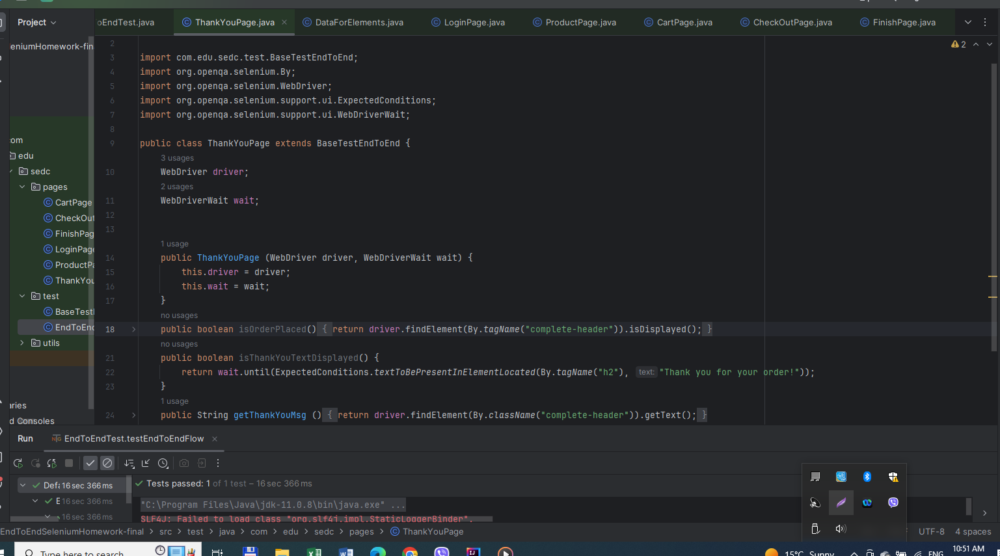 Project
oEndTest.java
ThankYouPage.java
DataForElements.java
LoginPage.java
ProductPage.java
CartPage.java
CheckOutPage.java
FinishPage.java
eniumHomework-fin
com
edu
sedc
pages
CartPage
CheckOut
FinishPag
LoginPage
ProductPa
ThankYou
test
BaseTestE
EndToEnd
utils
aries
d Consoles
2
2
3 import com.edu.sedc.test.BaseTestEndToEnd;
4 import org.openqa.selenium.By;
5 import org.openqa.selenium.WebDriver;
6 import org.openqa.selenium.support.ui.ExpectedConditions;
7 import org.openqa.selenium.support.ui.WebDriverWait;
8
9 public class ThankYouPage extends BaseTestEndToEnd {
3 usages
10 WebDriver driver;
2 usages
11 WebDriverWait wait;
12
13
1 usage
14 public ThankYouPage (WebDriver driver, WebDriverWait wait) {
15 this.driver = driver;
16 this.wait = wait;
17 }
no usages
18 public boolean isOrderPlaced() { return driver.findElement(By.tagName("complete-header")).isDisplayed(); }
no usages
21 public boolean isThankYouTextDisplayed() {
22 return wait.until(ExpectedConditions.textToBePresentInElementLocated(By.tagName("h2"), text: "Thank you for your order!"));
23 }
1 usage
24 public String getThankYouMsg () { return driver.findElement(By.className("complete-header")).getText(); }
Run
EndToEndTest.testEndToEndFlow
Defa 16 sec 366 ms
E 16 sec 366 ms
16 sec 366 ms
Tests passed: 1 of 1 test – 16 sec 366 ms
"C:\Program Files\Java\jdk-11.0.8\bin\java.exe" ...
SLF4J: Failed to load class "org.slf4j.impl.StaticLoggerBinder".
EndToEndSeleniumHomework-final > src > test > java > com > edu > sedc > pages > ThankYouPage
UTF-8
4 spaces
Type here to search
15°C Sunny
ENG
10:51 AM